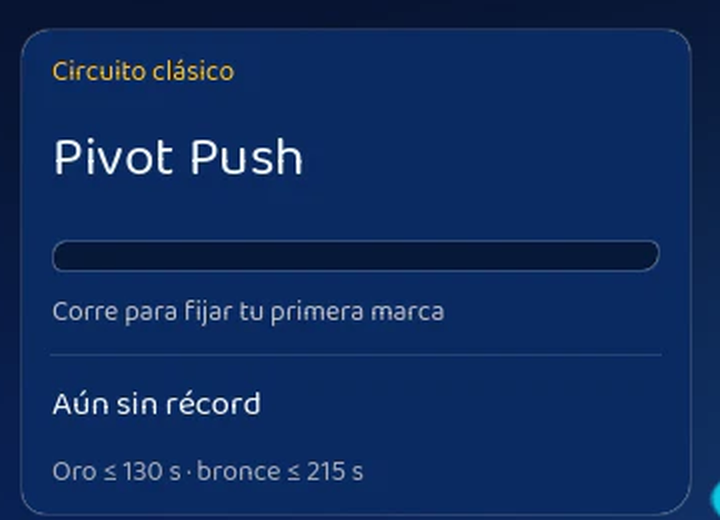 Circuito clásico
Pivot Push
Corre para fijar tu primera marca
Aún sin récord
Oro ≤ 130 s · bronce ≤ 215 s